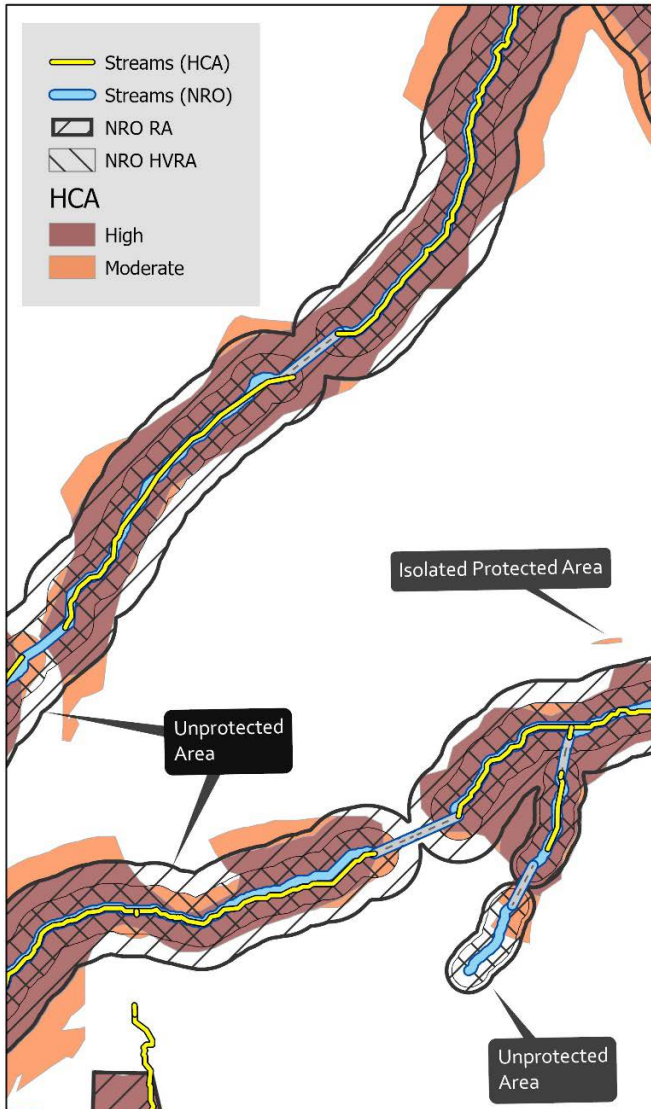 Streams (HCA)
Streams (NRO)
NRO RA
NRO HVRA
HCA
High
Moderate
Isolated Protected Area
Unprotected
Area
Unprotected
Area